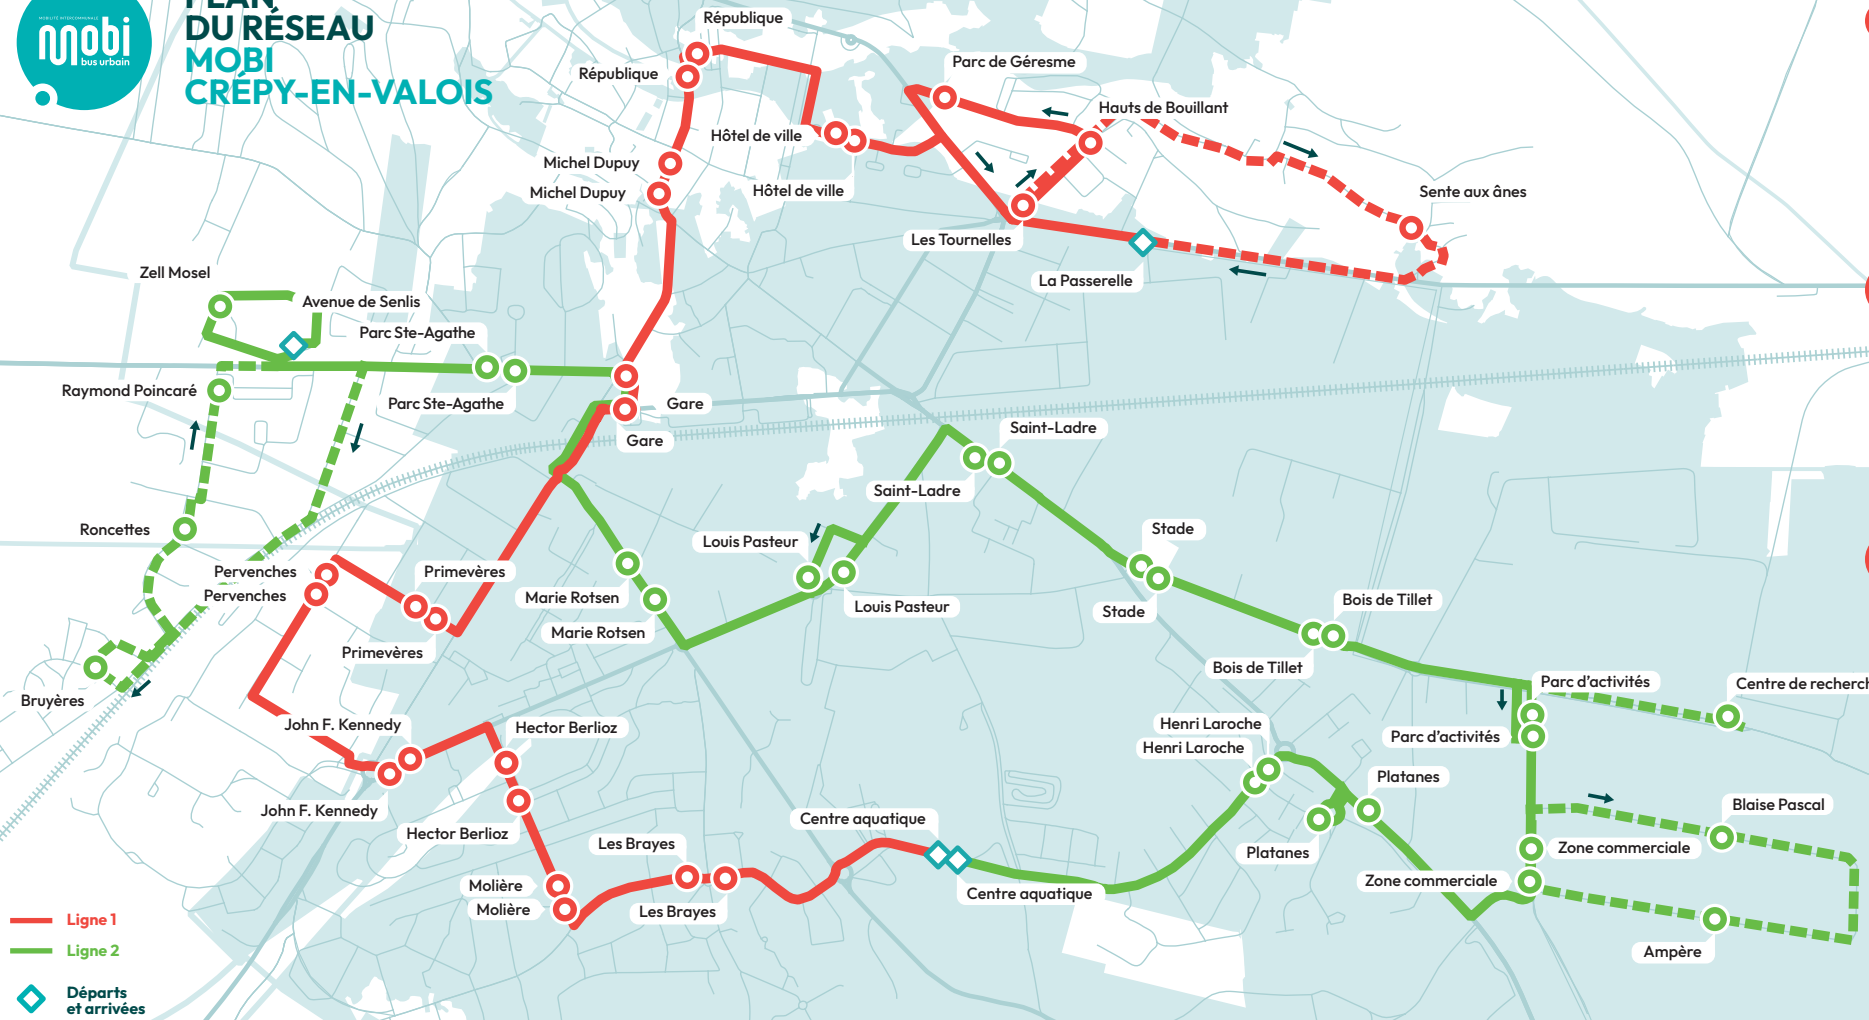 PLAN
DU RÉSEAU
MOBI
CRÉPY-EN-VALOIS
MOBILITÉ INTERCOMMUNALE
mobi
bus urbain
République
République
Parc de Géresme
Hauts de Bouillant
Hôtel de ville
Michel Dupuy
Michel Dupuy
Hôtel de ville
Sente aux ânes
Les Tournelles
La Passerelle
Zell Mosel
Avenue de Senlis
Parc Ste-Agathe
Raymond Poincaré
Parc Ste-Agathe
Gare
Gare
Saint-Ladre
Saint-Ladre
Roncettes
Louis Pasteur
Stade
Pervenches
Primevères
Pervenches
Marie Rotsen
Louis Pasteur
Stade
Bois de Tillet
Marie Rotsen
Primevères
Bois de Tillet
Bruyères
Parc d'activités
Centre de recherch
John F. Kennedy
Hector Berlioz
Henri Laroche
Parc d'activités
Henri Laroche
Platanes
John F. Kennedy
Blaise Pascal
Centre aquatique
Hector Berlioz
Les Brayes
Platanes
Zone commerciale
Molière
Zone commerciale
Centre aquatique
Molière
Les Brayes
Ampère
Ligne 1
Ligne 2
Départs
et arrivées